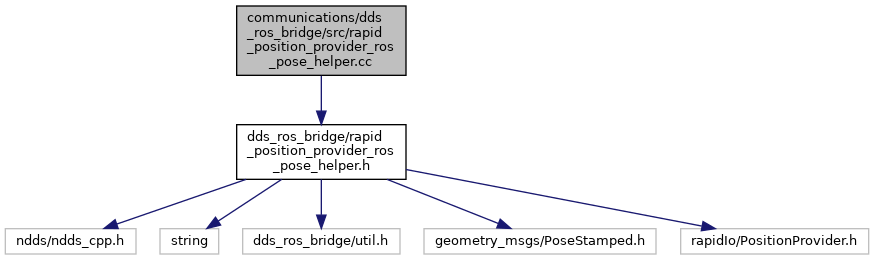 communications/dds
_ros_bridge/src/rapid
_position_provider_ros
_pose_helper.cc
dds_ros_bridge/rapid
_position_provider_ros
_pose_helper.h
ndds/ndds_cpp.h
string
dds_ros_bridge/util.h
geometry_msgs/PoseStamped.h
rapidIo/PositionProvider.h